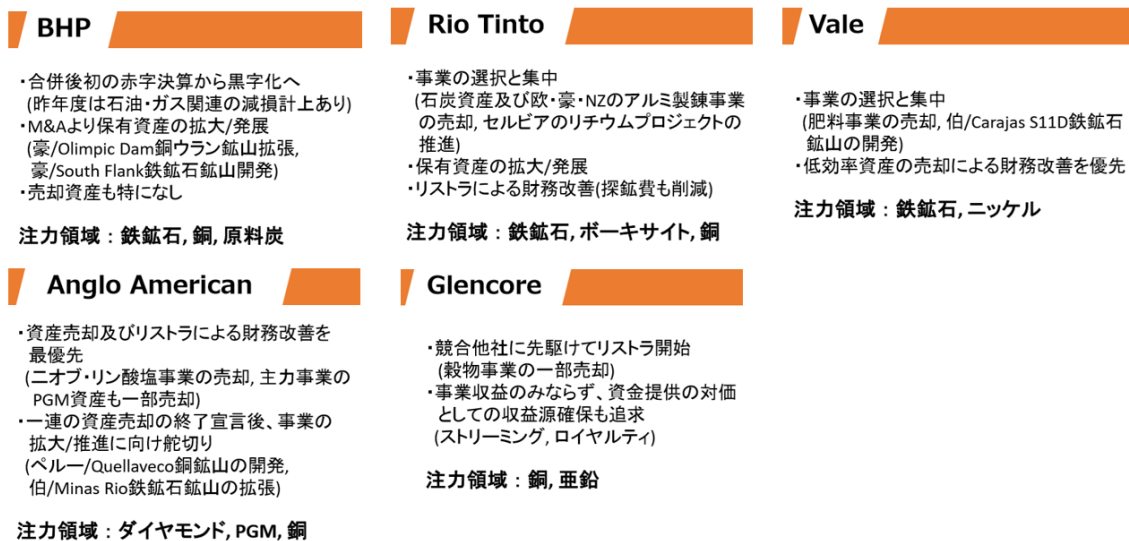 BHP
・合併後初の赤字決算から黒字化へ
(昨年度は石油・ガス関連の減損計上あり)
・M&Aより保有資産の拡大/発展
(豪/Olimpic Dam銅ウラン鉱山拡張,
豪/South Flank鉄鉱石鉱山開発)
・売却資産も特になし
注力領域：鉄鉱石, 銅, 原料炭
Rio Tinto
・事業の選択と集中
(石炭資産及び欧・豪・NZのアルミ製錬事業
の売却, セルビアのリチウムプロジェクトの
推進)
・保有資産の拡大/発展
・リストラによる財務改善(探鉱費も削減)
注力領域：鉄鉱石, ボーキサイト, 銅
Vale
・事業の選択と集中
(肥料事業の売却, 伯/Carajas S11D鉄鉱石
鉱山の開発)
・低効率資産の売却による財務改善を優先
注力領域：鉄鉱石, ニッケル
Anglo American
・資産売却及びリストラによる財務改善を
最優先
(ニオブ・リン酸塩事業の売却, 主力事業の
PGM資産も一部売却)
・一連の資産売却の終了宣言後、事業の
拡大/推進に向け舵切り
(ペルー/Quellaveco銅鉱山の開発,
伯/Minas Rio鉄鉱石鉱山の拡張)
注力領域：ダイヤモンド, PGM, 銅
Glencore
・競合他社に先駆けてリストラ開始
(穀物事業の一部売却)
・事業収益のみならず、資金提供の対価
としての収益源確保も追求
(ストリーミング, ロイヤルティ)
注力領域：銅, 亜鉛